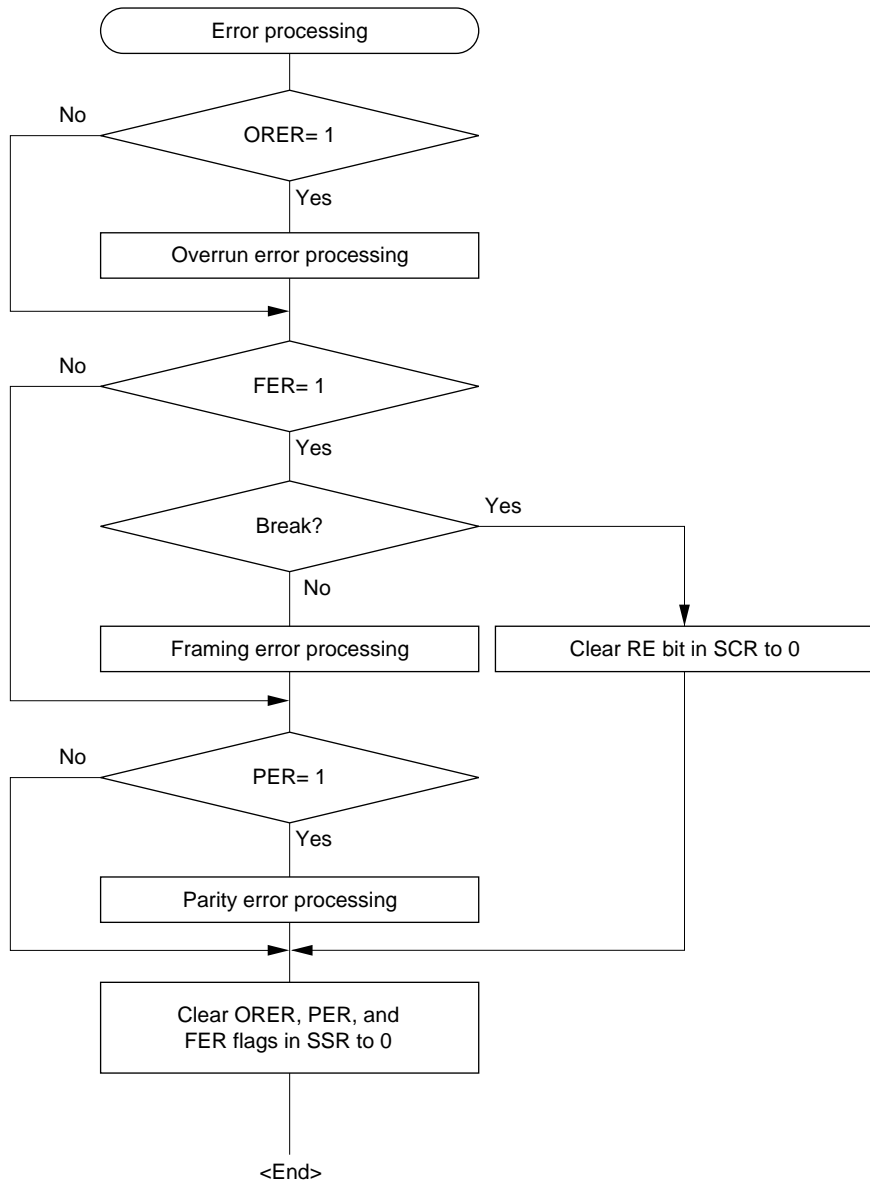 Error processing
No
ORER= 1
Yes
Overrun error processing
No
FER= 1
Yes
Yes
Break?
No
Framing error processing
Clear RE bit in SCR to 0
No
PER= 1
Yes
Parity error processing
Clear ORER, PER, and
FER flags in SSR to 0
<End>